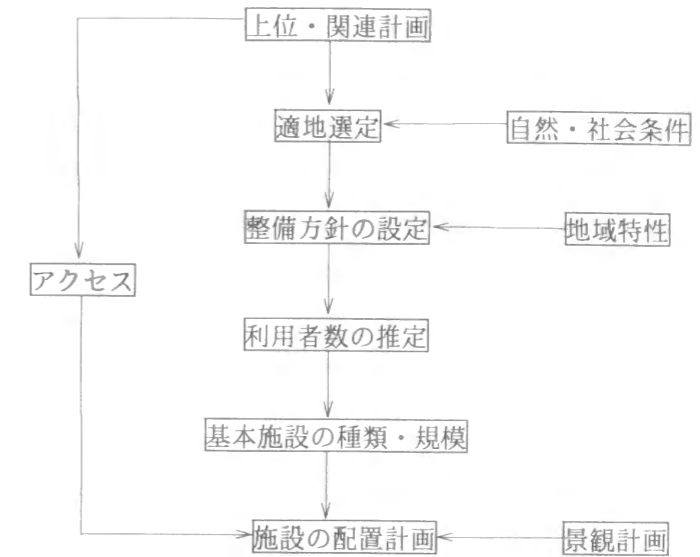 上位・関連計画
適地選定
自然・社会条件
整備方針の設定
地域特性
アクセス
利用者数の推定
基本施設の種類・規模
施設の配置計画
景観計画